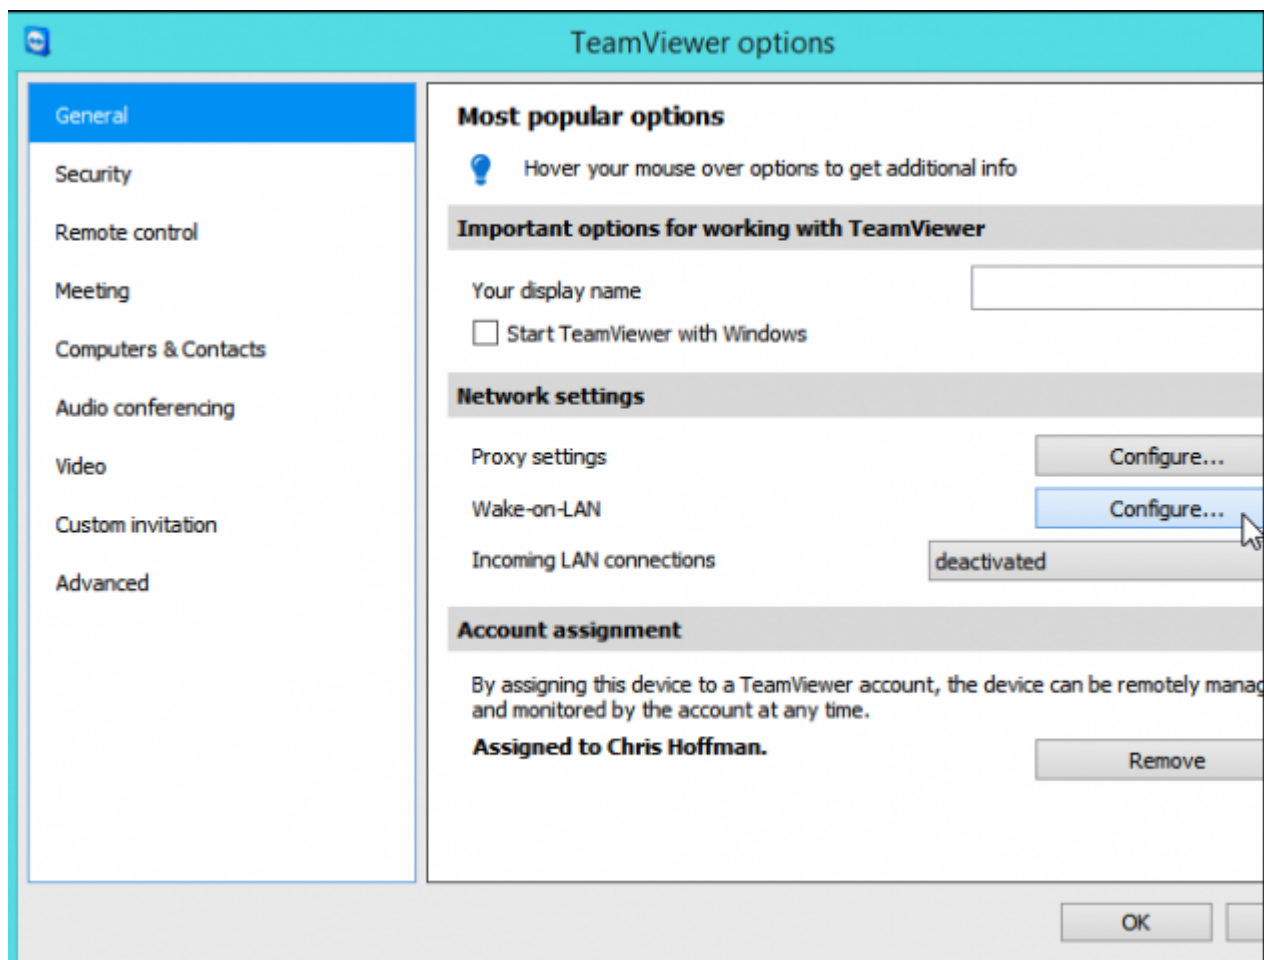 TeamViewer options
General
Security
Remote control
Meeting
Computers & Contacts
Audio conferencing
Video
Custom invitation
Advanced
Most popular options
Hover your mouse over options to get additional info
Important options for working with TeamViewer
Your display name
Start TeamViewer with Windows
Network settings
Proxy settings Configure...
Wake-on-LAN Configure...
Incoming LAN connections deactivated
Account assignment
By assigning this device to a TeamViewer account, the device can be remotely manag
and monitored by the account at any time.
Assigned to Chris Hoffman.
Remove
OK